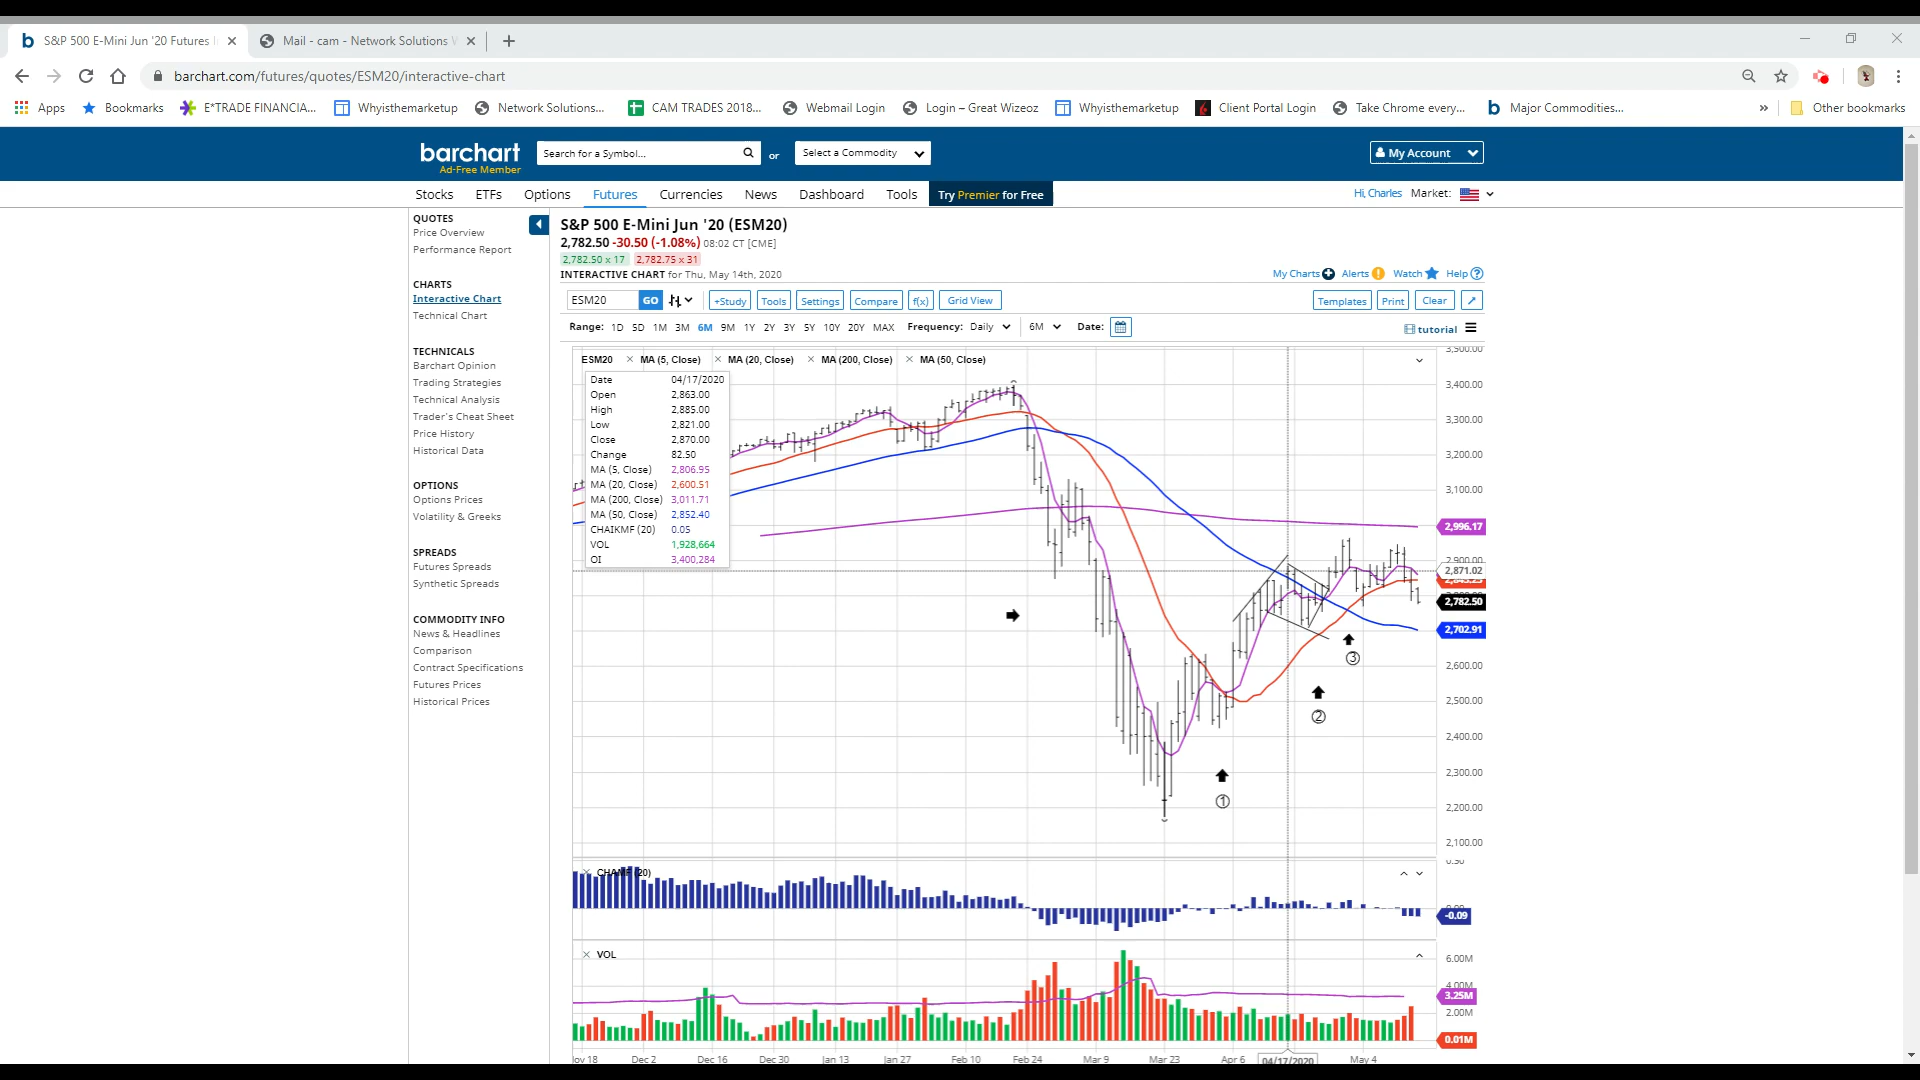 S&P 500 E-Mini Jun '20 Futures
Mail - cam - Network Solutions
barchart.com/futures/quotes/ESM20/interactive-chart
Apps Bookmarks E*TRADE FINANCIA... Whyisthemarketup Network Solutions... CAM TRADES 2018... Webmail Login Login – Great Wizeoz Whyisthemarketup Client Portal Login Take Chrome every... Major Commodities... » Other bookmarks
barchart
Ad-Free Member
Search for a Symbol... or Select a Commodity My Account
Stocks ETFs Options Futures Currencies News Dashboard Tools Try Premier for Free Hi, Charles Market:
QUOTES
Price Overview
Performance Report
CHARTS
Interactive Chart
Technical Chart
TECHNICALS
Barchart Opinion
Trading Strategies
Technical Analysis
Trader's Cheat Sheet
Price History
Historical Data
OPTIONS
Options Prices
Volatility & Greeks
SPREADS
Futures Spreads
Synthetic Spreads
COMMODITY INFO
News & Headlines
Comparison
Contract Specifications
Futures Prices
Historical Prices
S&P 500 E-Mini Jun '20 (ESM20)
2,782.50 -30.50 (-1.08%) 08:02 CT [CME]
2,782.50 x 17 2,782.75 x 31
INTERACTIVE CHART for Thu, May 14th, 2020
My Charts Alerts Watch Help
ESM20 GO +Study Tools Settings Compare f(x) Grid View Templates Print Clear
Range: 1D 5D 1M 3M 6M 9M 1Y 2Y 3Y 5Y 10Y 20Y MAX Frequency: Daily 6M Date: tutorial
ESM20 × MA (5, Close) × MA (20, Close) × MA (200, Close) × MA (50, Close)
Date 04/17/2020
Open 2,863.00
High 2,885.00
Low 2,821.00
Close 2,870.00
Change 82.50
MA (5, Close) 2,806.95
MA (20, Close) 2,600.51
MA (200, Close) 3,011.71
MA (50, Close) 2,852.40
CHAIKMF (20) 0.05
VOL 1,928,664
OI 3,400,284
3,500.00
3,400.00
3,300.00
3,200.00
3,100.00
2,996.17
2,900.00
2,871.02
2,782.50
2,702.91
2,600.00
2,500.00
2,400.00
2,300.00
2,200.00
2,100.00
③
②
①
× CHAMF (20)
-0.09
× VOL
6.00M
4.00M
3.25M
2.00M
0.01M
Dec 2 Dec 16 Dec 30 Jan 13 Jan 27 Feb 10 Feb 24 Mar 9 Mar 23 Apr 6 04/17/2020 May 4